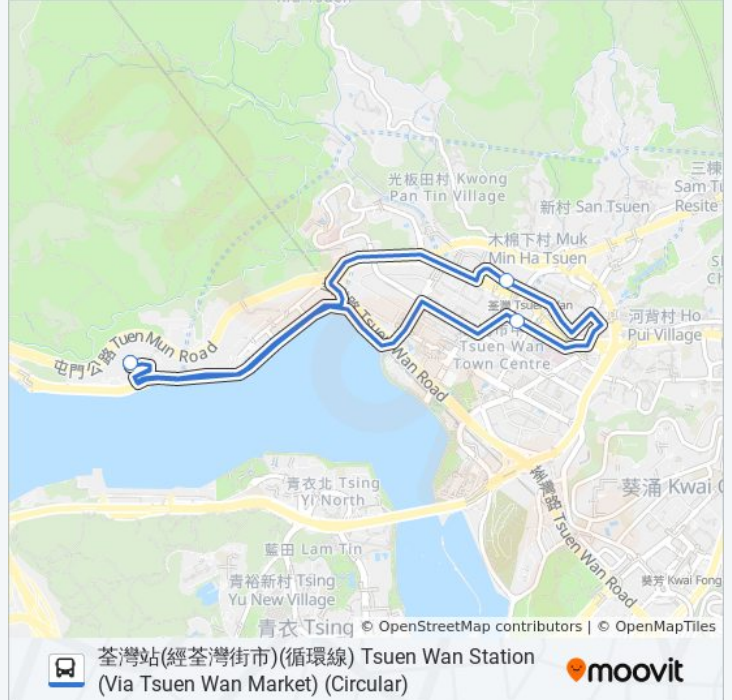 光板田村 Kwong
Pan Tin Village
三棟
Sam Tu
Resite
新村 San Tsuen
木棉下村 Muk
Min Ha Tsuen
河背村 Ho
Pui Village
Tsuen Wan
Town Centre
屯門公路 Tuen Mun Road
Tsuen Wan Road
青衣北 Tsing
Yi North
荃灣路 Tsuen Wan Road
葵涌 Kwai C
藍田 Lam Tin
青裕新村 Tsing
Yu New Village
葵芳 Kwai Fong
青衣 Tsing
© OpenStreetMap contributors | © OpenMapTiles
荃灣站(經荃灣街市)(循環線) Tsuen Wan Station
(Via Tsuen Wan Market) (Circular)
moovit